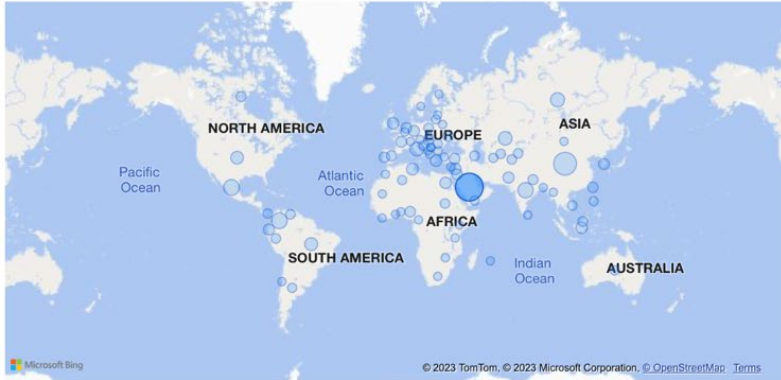 NORTH AMERICA
EUROPE
ASIA
Pacific
Ocean
Atlantic
Ocean
AFRICA
SOUTH AMERICA
Indian
Ocean
AUSTRALIA
Microsoft Bing
© 2023 TomTom, © 2023 Microsoft Corporation, © OpenStreetMap Terms